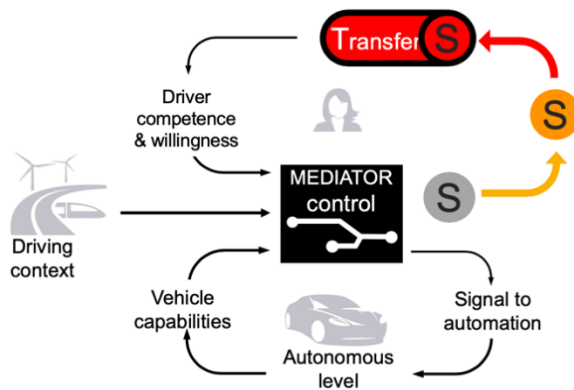 Transfer S
S
Driver
competence
& willingness
MEDIATOR
control
S
Driving
context
Vehicle
capabilities
Signal to
automation
Autonomous
level